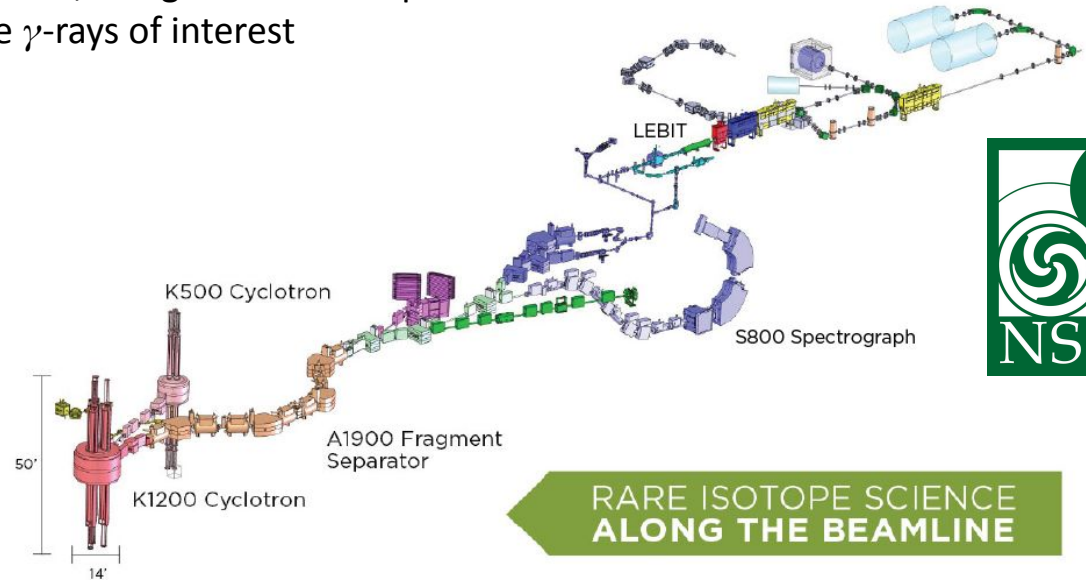 γ-rays of interest
LEBIT
K500 Cyclotron
S800 Spectrograph
A1900 Fragment
Separator
50'
K1200 Cyclotron
RARE ISOTOPE SCIENCE
ALONG THE BEAMLINE
14'
NS